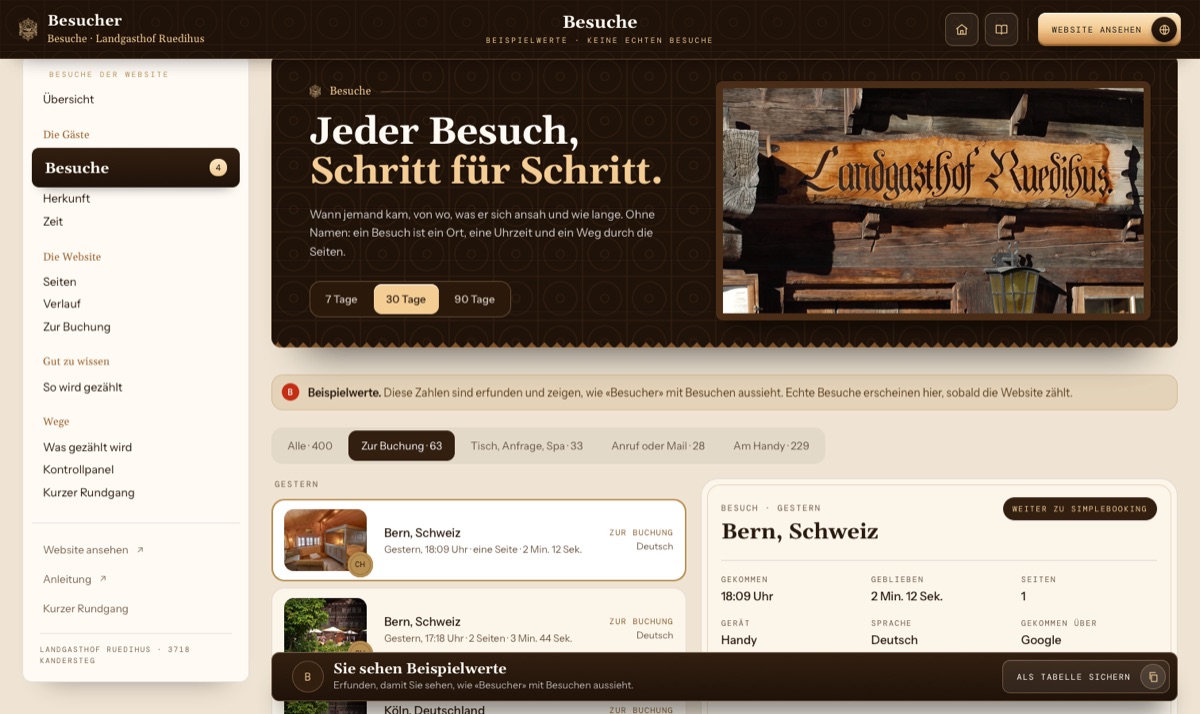 Besucher
Besuche · Landgasthof Ruedihus
Besuche
BEISPIELWERTE · KEINE ECHTEN BESUCHE
WEBSITE ANSEHEN
BESUCHE DER WEBSITE
Übersicht
Die Gäste
Besuche
4
Herkunft
Zeit
Die Website
Seiten
Verlauf
Zur Buchung
Gut zu wissen
So wird gezählt
Wege
Was gezählt wird
Kontrollpanel
Kurzer Rundgang
Website ansehen ↗
Anleitung ↗
Kurzer Rundgang
LANDGASTHOF RUEDIHUS · 3718
KANDERSTEG
Besuche
Jeder Besuch,
Schritt für Schritt.
Wann jemand kam, von wo, was er sich ansah und wie lange. Ohne
Namen: ein Besuch ist ein Ort, eine Uhrzeit und ein Weg durch die
Seiten.
7 Tage 30 Tage 90 Tage
Landgasthof Ruedihus
B Beispielwerte. Diese Zahlen sind erfunden und zeigen, wie «Besucher» mit Besuchen aussieht. Echte Besuche erscheinen hier, sobald die Website zählt.
Alle · 400 Zur Buchung · 63 Tisch, Anfrage, Spa · 33 Anruf oder Mail · 28 Am Handy · 229
GESTERN
Bern, Schweiz
Gestern, 18:09 Uhr · eine Seite · 2 Min. 12 Sek.
ZUR BUCHUNG
Deutsch
CH
Bern, Schweiz
Gestern, 17:18 Uhr · 2 Seiten · 3 Min. 44 Sek.
ZUR BUCHUNG
Deutsch
Köln, Deutschland
ZUR BUCHUNG
BESUCH · GESTERN
Bern, Schweiz
WEITER ZU SIMPLEBOOKING
GEKOMMEN GEBLIEBEN SEITEN
18:09 Uhr 2 Min. 12 Sek. 1
GERÄT SPRACHE GEKOMMEN ÜBER
Handy Deutsch Google
B
Sie sehen Beispielwerte
Erfunden, damit Sie sehen, wie «Besucher» mit Besuchen aussieht.
ALS TABELLE SICHERN